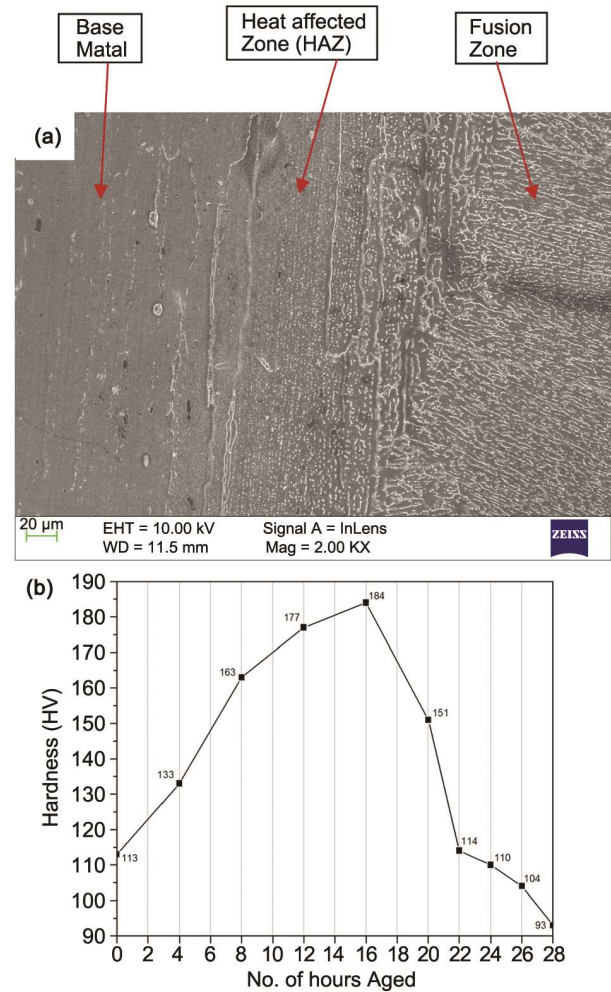 Base
Matal
Heat affected
Zone (HAZ)
Fusion
Zone
(a)
20 µm
EHT = 10.00 kV
Signal A = InLens
WD = 11.5 mm
Mag = 2.00 KX
ZEISS
(b)
190
180
170
160
150
140
130
120
110
100
90
Hardness (HV)
113
133
163
177
184
151
114
110
104
93
0 2 4 6 8 10 12 14 16 18 20 22 24 26 28
No. of hours Aged